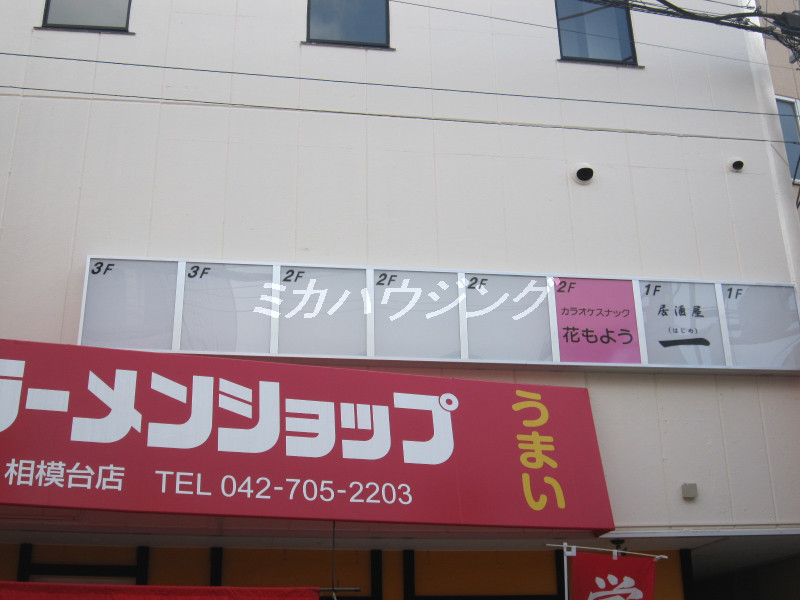 3F 3F 2F 2F 2F 2F 1F 1F
ミカハウジング
カラオケスナック
花もよう
居酒屋
(はじめ)
一
ラーメンショップ
うまい
相模台店 TEL 042-705-2203
営